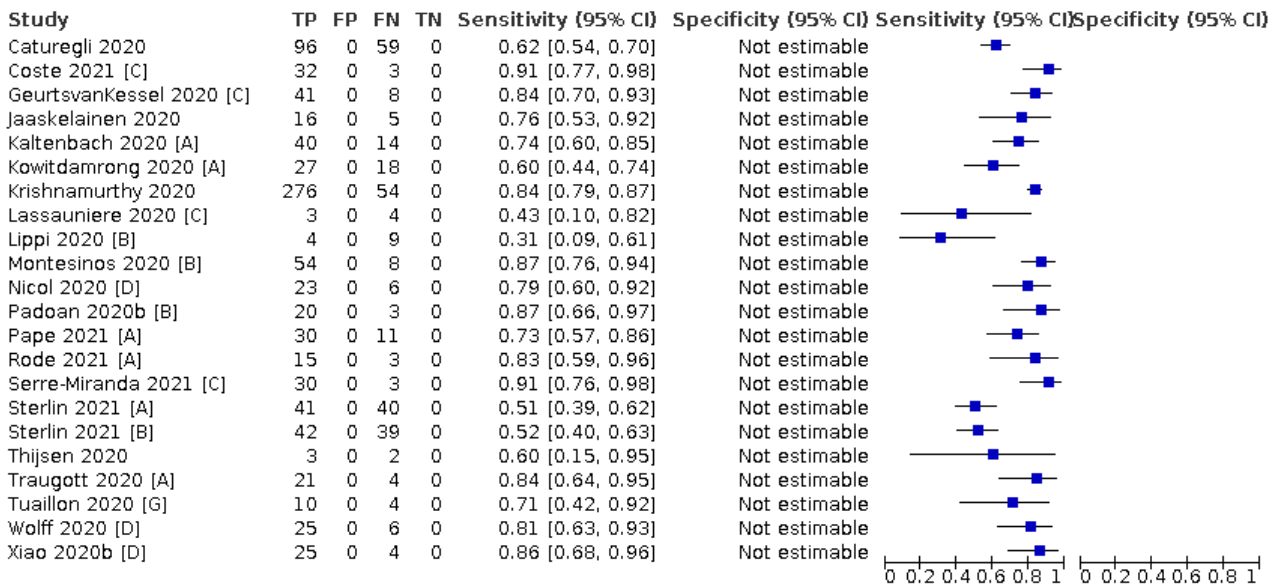 Study TP FP FN TN Sensitivity (95% CI) Specificity (95% CI) Sensitivity (95% CI)Specificity (95% CI)
Caturegli 2020 96 0 59 0 0.62 [0.54, 0.70] Not estimable
Coste 2021 [C] 32 0 3 0 0.91 [0.77, 0.98] Not estimable
GeurtsvanKessel 2020 [C] 41 0 8 0 0.84 [0.70, 0.93] Not estimable
Jaaskelainen 2020 16 0 5 0 0.76 [0.53, 0.92] Not estimable
Kaltenbach 2020 [A] 40 0 14 0 0.74 [0.60, 0.85] Not estimable
Kowitdamrong 2020 [A] 27 0 18 0 0.60 [0.44, 0.74] Not estimable
Krishnamurthy 2020 276 0 54 0 0.84 [0.79, 0.87] Not estimable
Lassauniere 2020 [C] 3 0 4 0 0.43 [0.10, 0.82] Not estimable
Lippi 2020 [B] 4 0 9 0 0.31 [0.09, 0.61] Not estimable
Montesinos 2020 [B] 54 0 8 0 0.87 [0.76, 0.94] Not estimable
Nicol 2020 [D] 23 0 6 0 0.79 [0.60, 0.92] Not estimable
Padoan 2020b [B] 20 0 3 0 0.87 [0.66, 0.97] Not estimable
Pape 2021 [A] 30 0 11 0 0.73 [0.57, 0.86] Not estimable
Rode 2021 [A] 15 0 3 0 0.83 [0.59, 0.96] Not estimable
Serre-Miranda 2021 [C] 30 0 3 0 0.91 [0.76, 0.98] Not estimable
Sterlin 2021 [A] 41 0 40 0 0.51 [0.39, 0.62] Not estimable
Sterlin 2021 [B] 42 0 39 0 0.52 [0.40, 0.63] Not estimable
Thijsen 2020 3 0 2 0 0.60 [0.15, 0.95] Not estimable
Traugott 2020 [A] 21 0 4 0 0.84 [0.64, 0.95] Not estimable
Tuaillon 2020 [G] 10 0 4 0 0.71 [0.42, 0.92] Not estimable
Wolff 2020 [D] 25 0 6 0 0.81 [0.63, 0.93] Not estimable
Xiao 2020b [D] 25 0 4 0 0.86 [0.68, 0.96] Not estimable
0 0.2 0.4 0.6 0.8 1 0 0.2 0.4 0.6 0.8 1